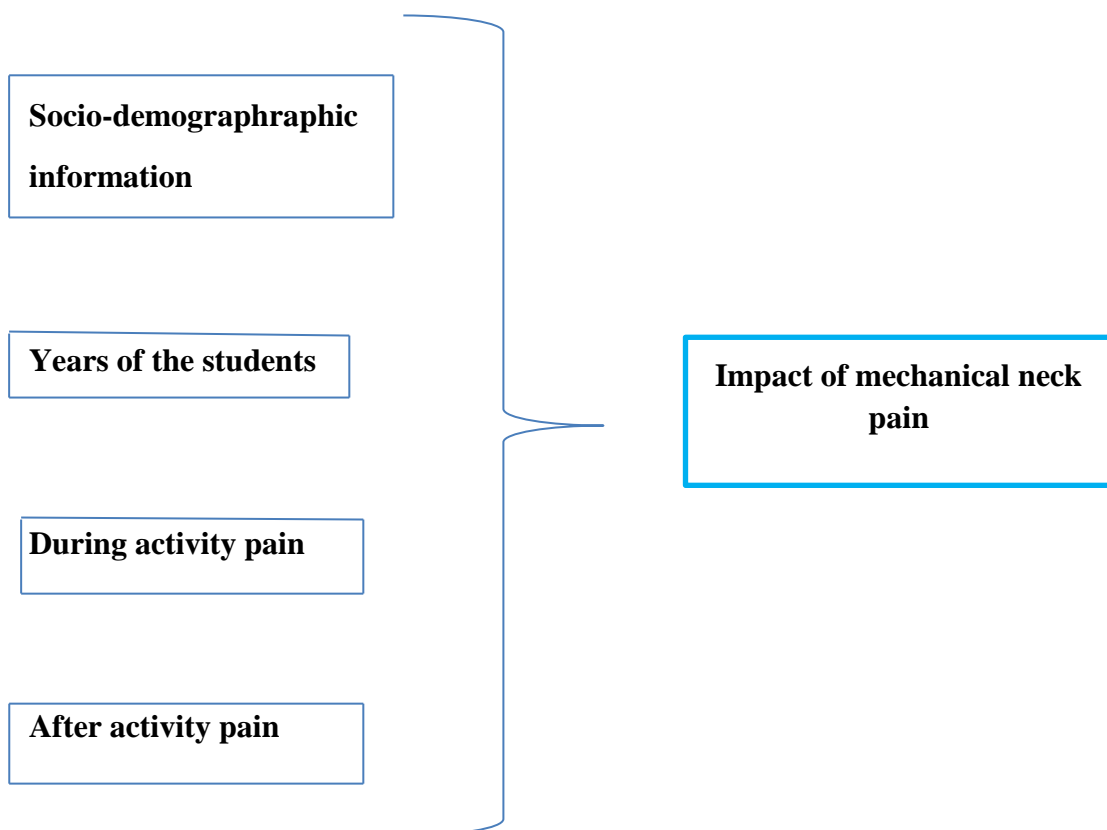 Socio-demographraphic
information
Years of the students
Impact of mechanical neck
pain
During activity pain
After activity pain